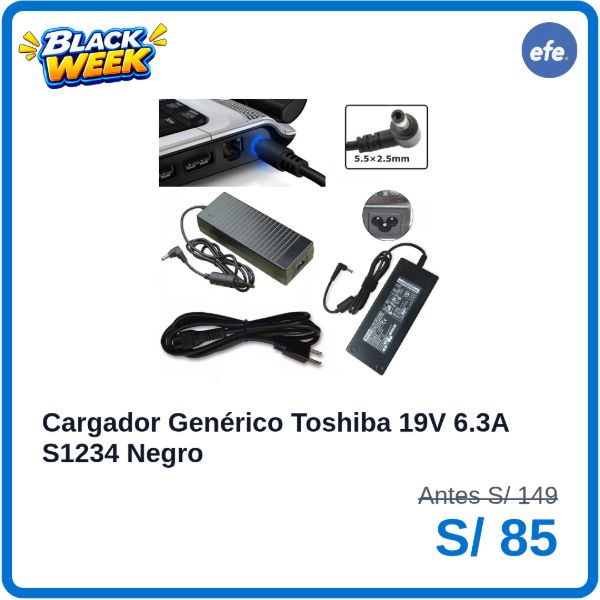 BLACK
WEEK
efe.
5.5×2.5mm
Cargador Genérico Toshiba 19V 6.3A
S1234 Negro
Antes S/ 149
S/ 85